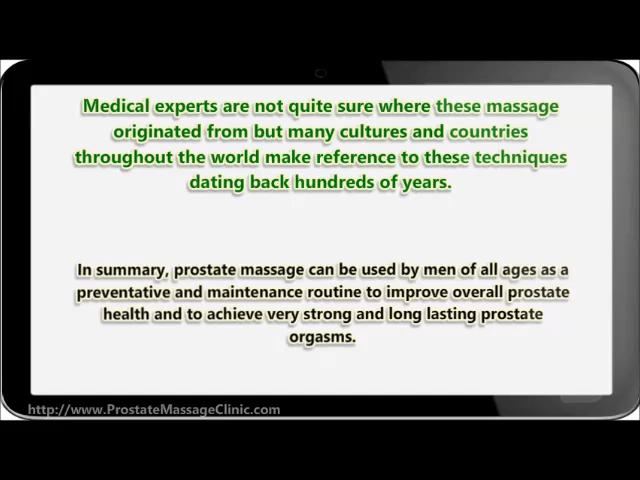 Medical experts are not quite sure where these massage
originated from but many cultures and countries
throughout the world make reference to these techniques
dating back hundreds of years.
In summary, prostate massage can be used by men of all ages as a
preventative and maintenance routine to improve overall prostate
health and to achieve very strong and long lasting prostate
orgasms.
http://www.ProstateMassageClinic.com